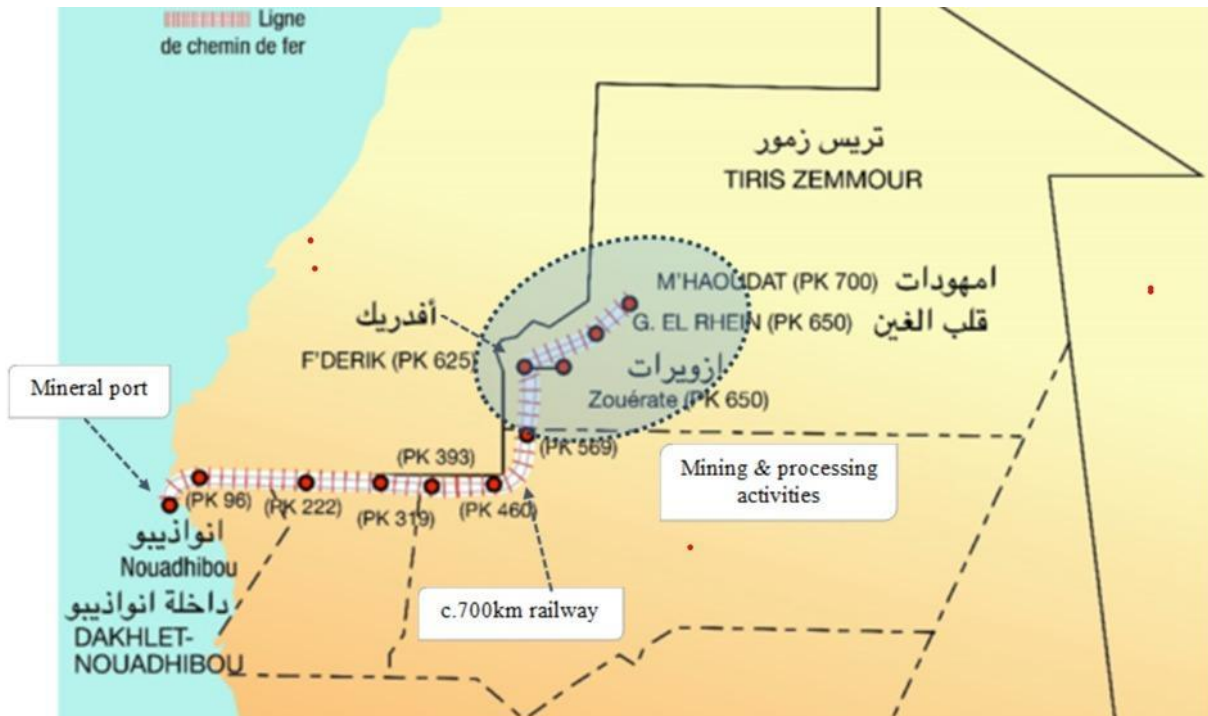 Ligne
de chemin de fer
تريس زمور
TIRIS ZEMMOUR
M'HAOUDAT (PK 700) امهودات
G. EL RHEIN (PK 650) قلب الغين
أفدريك
F'DERIK (PK 625)
ازويرات
Zouérate (PK 650)
Mineral port
(PK 393)
(PK 569)
Mining & processing
activities
(PK 96)
(PK 222)
(PK 319)
(PK 460)
انواذيبو
Nouadhibou
c.700km railway
داخلة انواذيبو
DAKHLET-
NOUADHIBOU